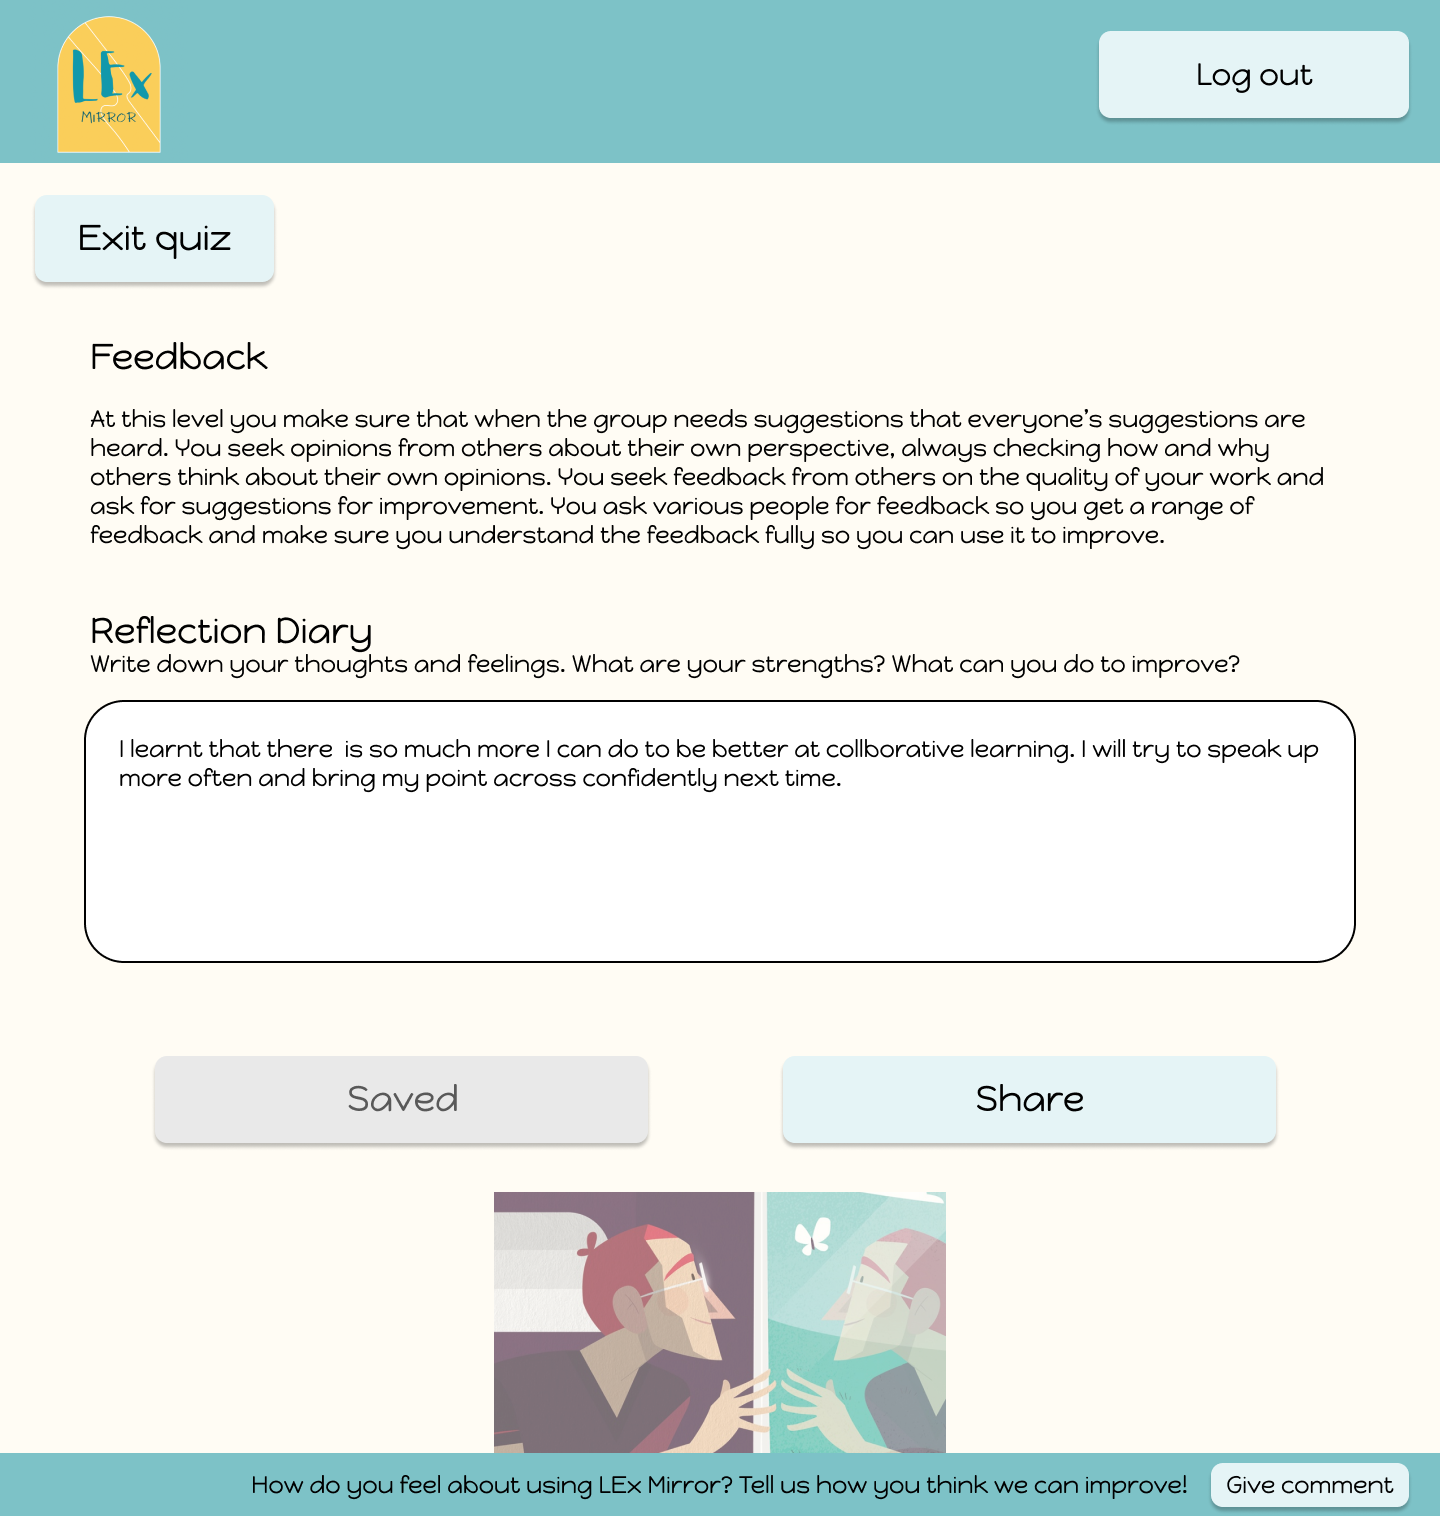 LEx
MIRROR
Log out
Exit quiz
Feedback
At this level you make sure that when the group needs suggestions that everyone’s suggestions are
heard. You seek opinions from others about their own perspective, always checking how and why
others think about their own opinions. You seek feedback from others on the quality of your work and
ask for suggestions for improvement. You ask various people for feedback so you get a range of
feedback and make sure you understand the feedback fully so you can use it to improve.
Reflection Diary
Write down your thoughts and feelings. What are your strengths? What can you do to improve?
I learnt that there  is so much more I can do to be better at collborative learning. I will try to speak up
more often and bring my point across confidently next time.
Saved
Share
How do you feel about using LEx Mirror? Tell us how you think we can improve!
Give comment